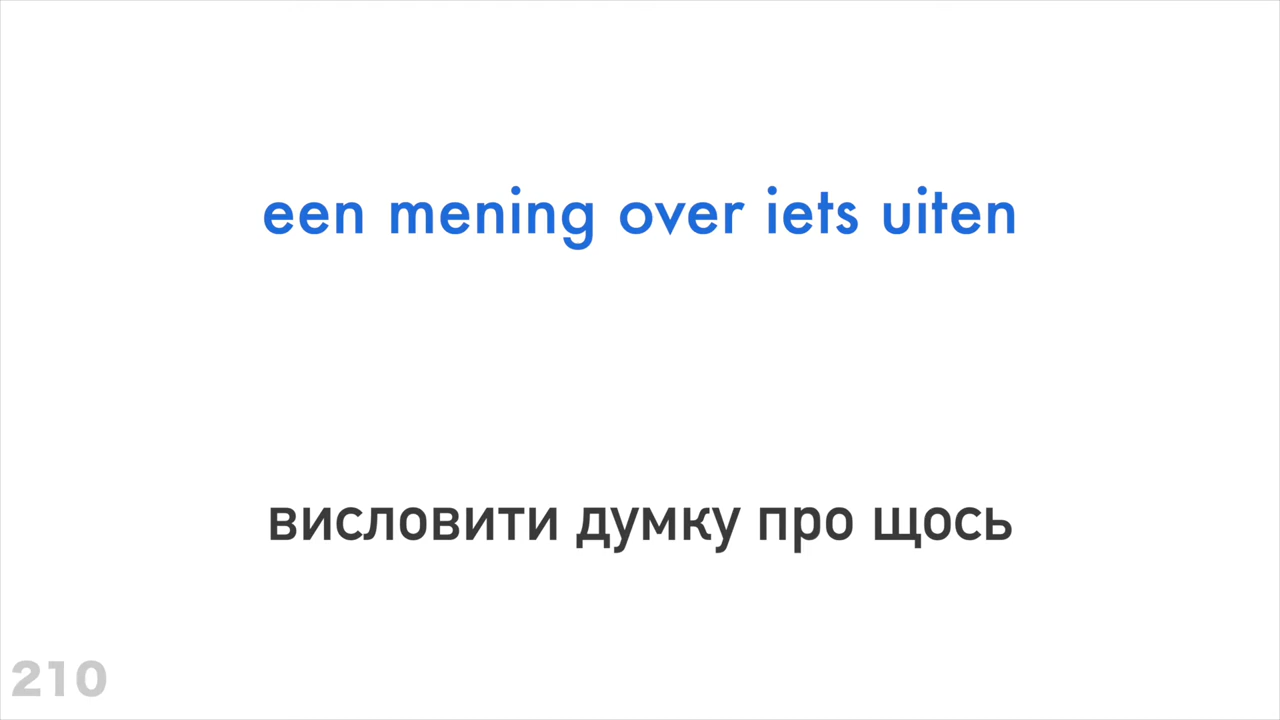 een mening over iets uiten
висловити думку про щось
210